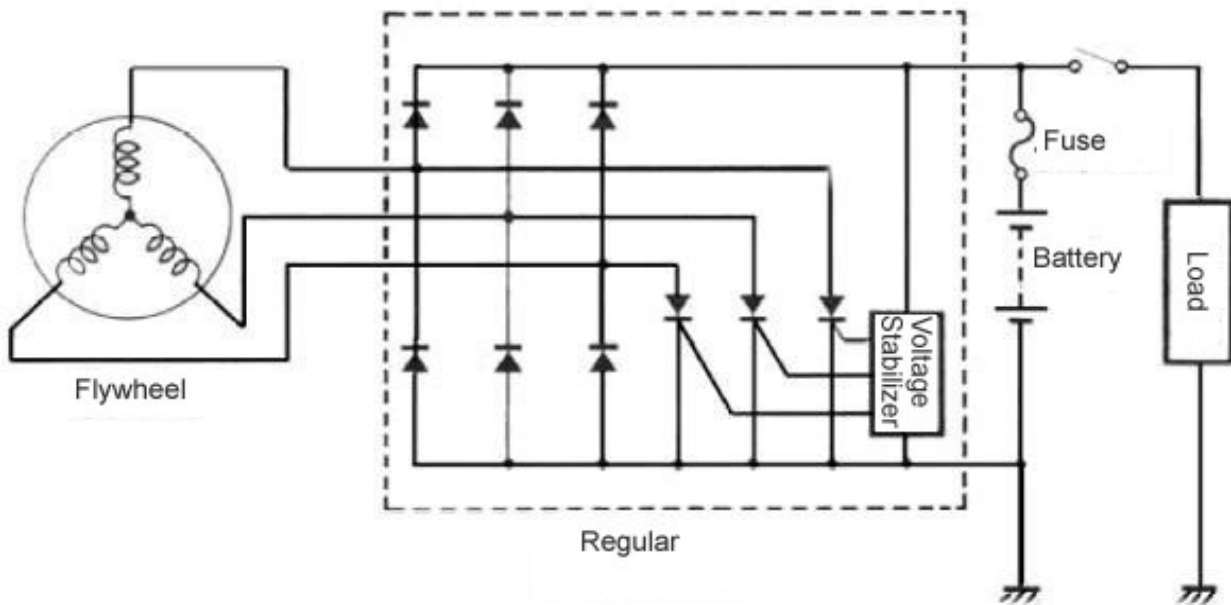 Fuse
Battery
Load
Voltage
Stabilizer
Flywheel
Regular